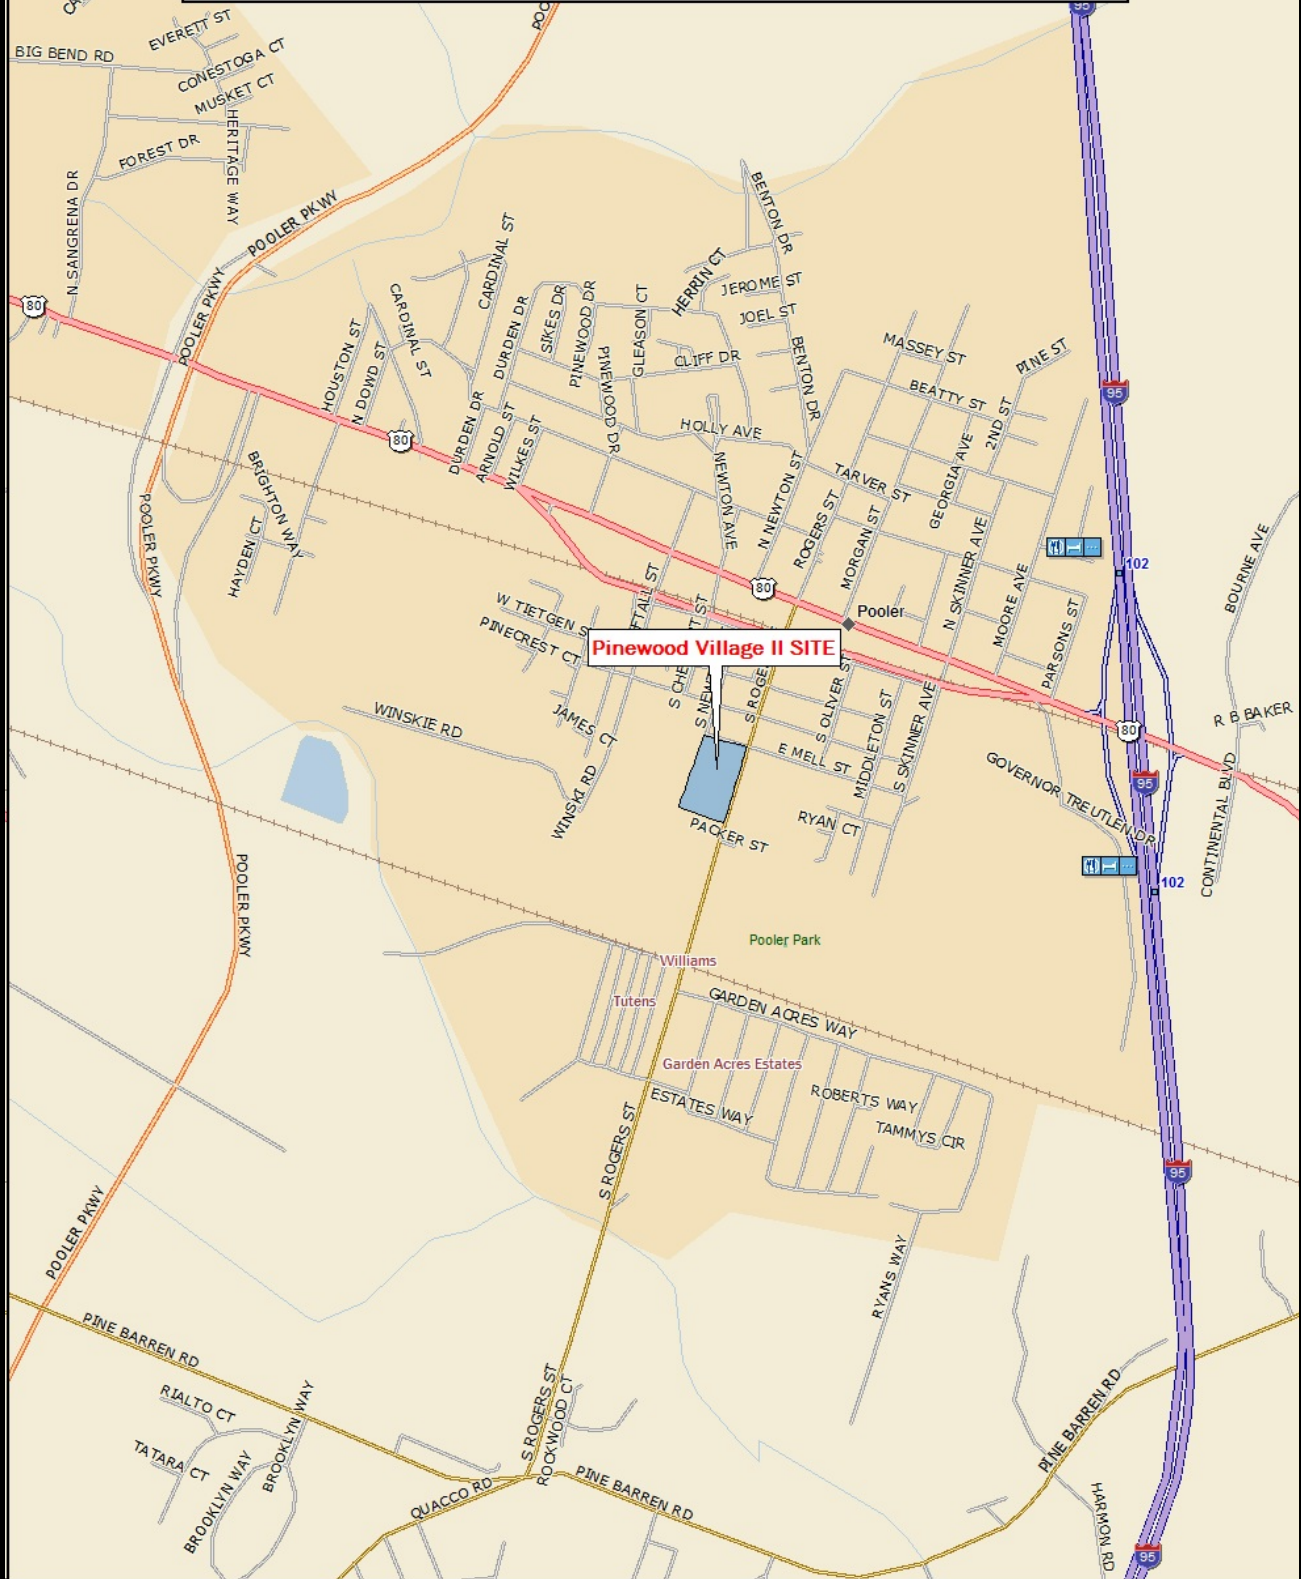 95
EVERETT ST
BIG BEND RD
CONESTOGA CT
MUSKET CT
HERITAGE WAY
FOREST DR
N SANGRENA DR
POOLER PKWY
BENTON DR
80
POOLER PKWY
CARDINAL ST
CARDINAL ST
HERRIN CT
JEROME ST
JOEL ST
DURDEN DR
SIKES DR
PINEWOOD DR
GLEASON CT
HOUSTON ST
N DOWD ST
PINEWOOD DR
CLIFF DR
BENTON DR
MASSEY ST
PINE ST
BEATTY ST
2ND ST
95
80
DURDEN DR
ARNOLD ST
WILKES ST
HOLLY AVE
NEWTON AVE
N NEWTON ST
TARVER ST
GEORGIA AVE
BRIGHTON WAY
HAYDEN CT
POOLER PKWY
ROGERS ST
MORGAN ST
N SKINNER AVE
MOORE AVE
PARSONS ST
102
BOURNE AVE
80
Pooler
W TIETGEN S
PINECREST CT
FTALL ST
T ST
Pinewood Village II SITE
S CHE
S NEW
S ROGE
S OLIVER ST
MIDDLETON ST
S SKINNER AVE
WINSKIE RD
JAMES CT
WINSKI RD
E MELL ST
80
R B BAKER
95
GOVERNOR TREUTLEN DR
CONTINENTAL BLVD
PACKER ST
RYAN CT
102
POOLER PKWY
Pooler Park
Williams
Tutens
GARDEN ACRES WAY
Garden Acres Estates
ESTATES WAY
ROBERTS WAY
TAMMYS CIR
S ROGERS ST
95
POOLER PKWY
RYANS WAY
PINE BARREN RD
RIALTO CT
BROOKLYN WAY
TATARA CT
BROOKLYN WAY
S ROGERS ST
ROCKWOOD CT
QUACCO RD
PINE BARREN RD
PINE BARREN RD
HARMON RD
95